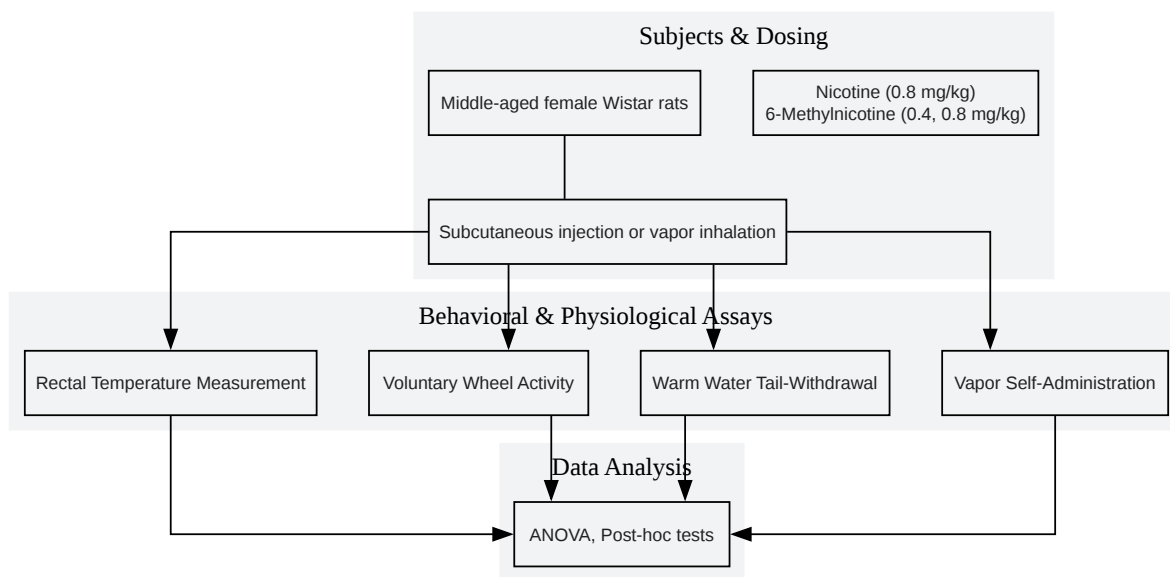 Subjects & Dosing
Middle-aged female Wistar rats
Nicotine (0.8 mg/kg)
6-Methylnicotine (0.4, 0.8 mg/kg)
Subcutaneous injection or vapor inhalation
Behavioral & Physiological Assays
Rectal Temperature Measurement
Voluntary Wheel Activity
Warm Water Tail-Withdrawal
Vapor Self-Administration
Data Analysis
ANOVA, Post-hoc tests